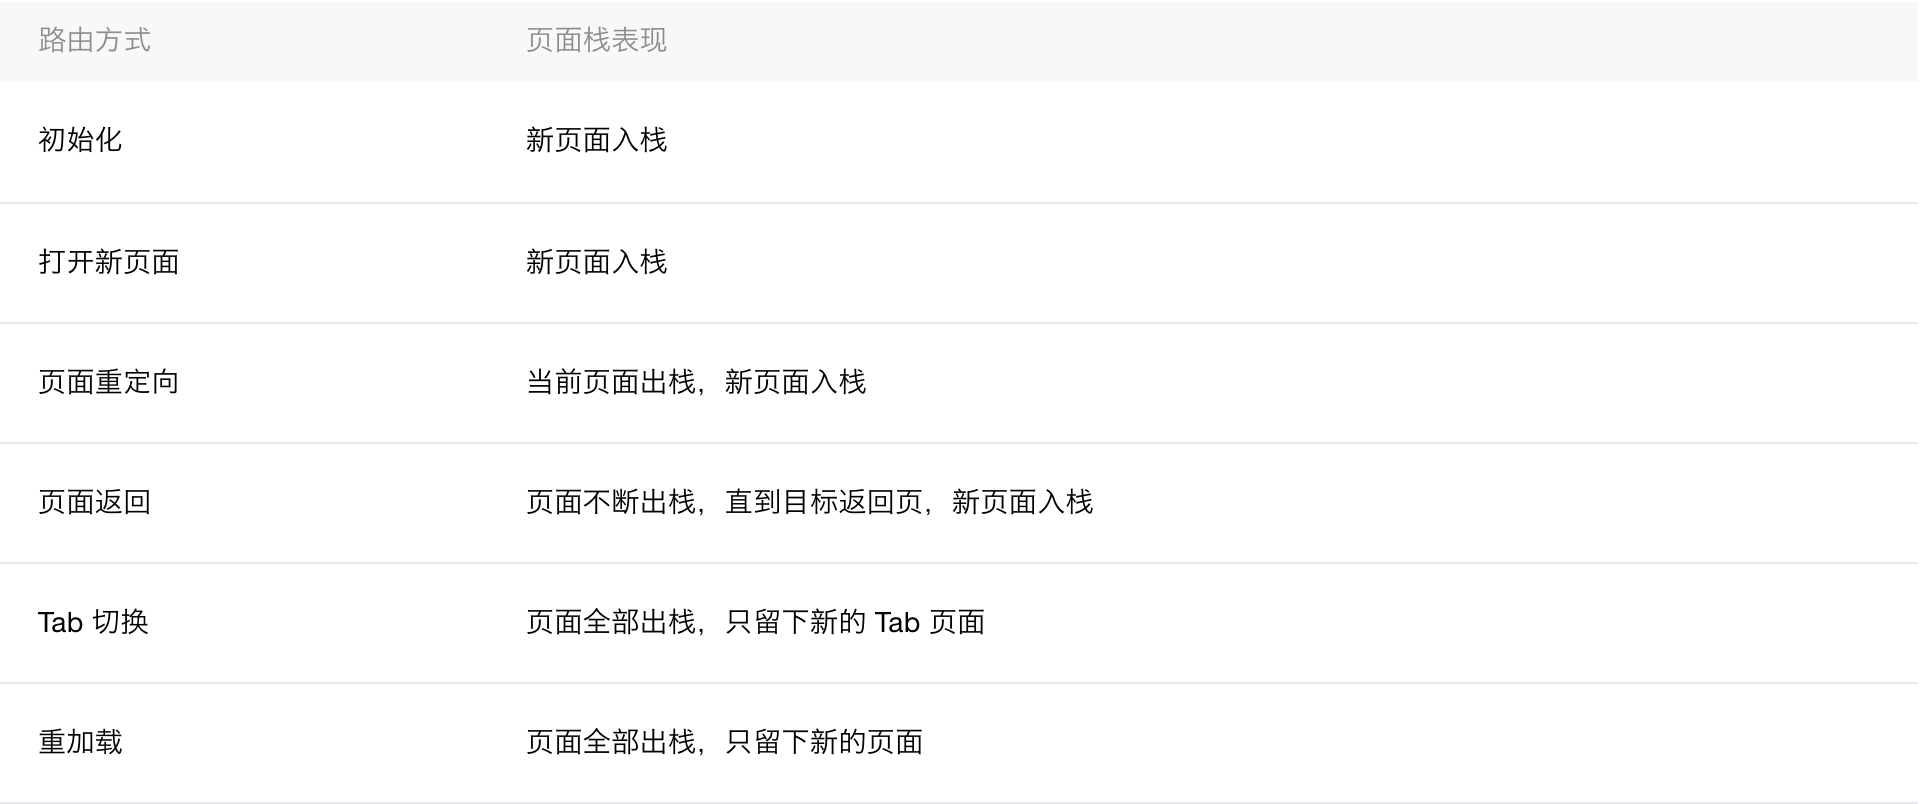 路由方式 页面栈表现
初始化 新页面入栈
打开新页面 新页面入栈
页面重定向 当前页面出栈，新页面入栈
页面返回 页面不断出栈，直到目标返回页，新页面入栈
Tab 切换 页面全部出栈，只留下新的 Tab 页面
重加载 页面全部出栈，只留下新的页面